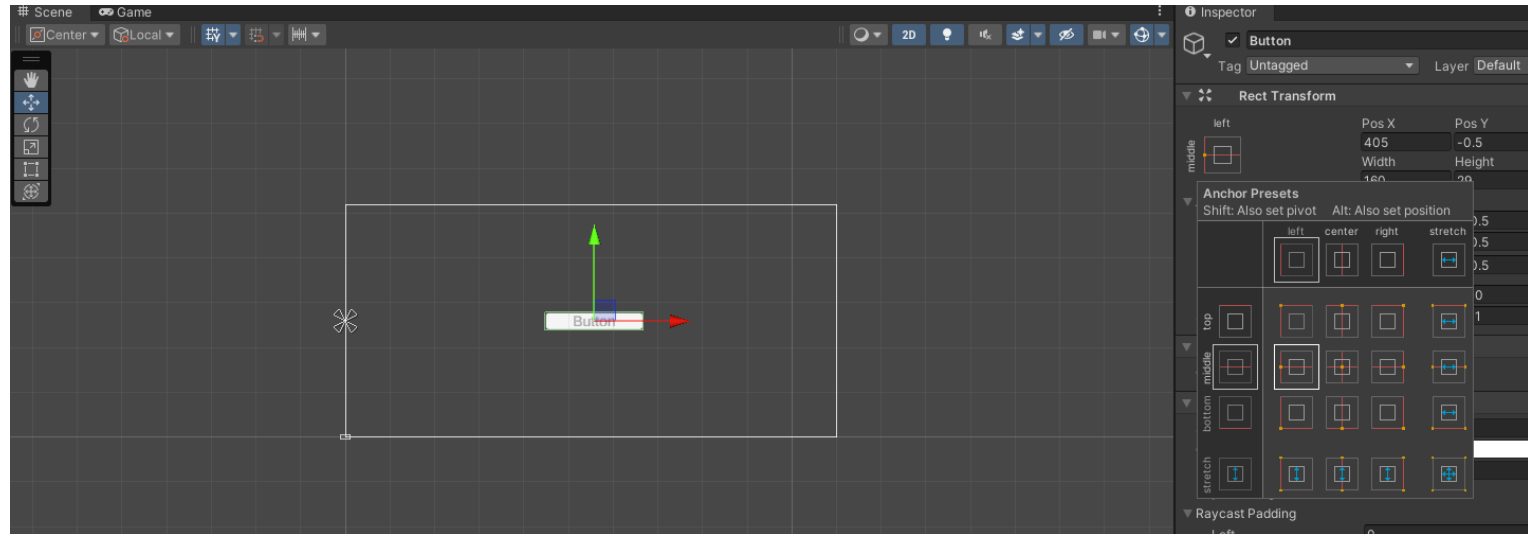 Scene Game
Inspector
Center Local
2D
Button
Tag Untagged Layer Default
Rect Transform
left
Pos X Pos Y
middle
405 -0.5
Width Height
160 29
Anchor Presets
Shift: Also set pivot Alt: Also set position
left center right stretch
top
middle
bottom
stretch
Button
Raycast Padding